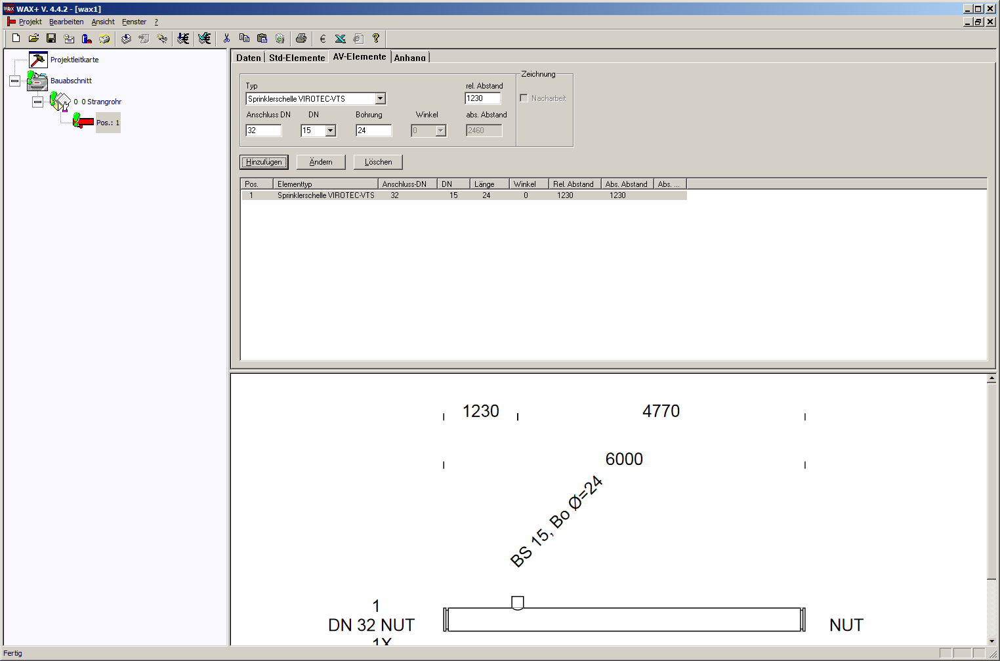 WAX+ V. 4.4.2 - [wax1]
Projekt Bearbeiten Ansicht Fenster ?
Projektleitkarte
Bauabschnitt
0 0 Strangrohr
Pos.: 1
Daten Std-Elemente AV-Elemente Anhang
Zeichnung
Typ rel. Abstand
Sprinklerschelle VIROTEC-VTS 1230 Nacharbeit
Anschluss DN DN Bohrung Winkel abs. Abstand
32 15 24 0 2460
Hinzufügen Ändern Löschen
Pos. Elementtyp Anschluss-DN DN Länge Winkel Rel. Abstand Abs. Abstand Abs. ...
1 Sprinklerschelle VIROTEC-VTS 32 15 24 0 1230 1230
1230 4770
6000
BS 15, Bo Ø=24
1
DN 32 NUT NUT
1X
Fertig